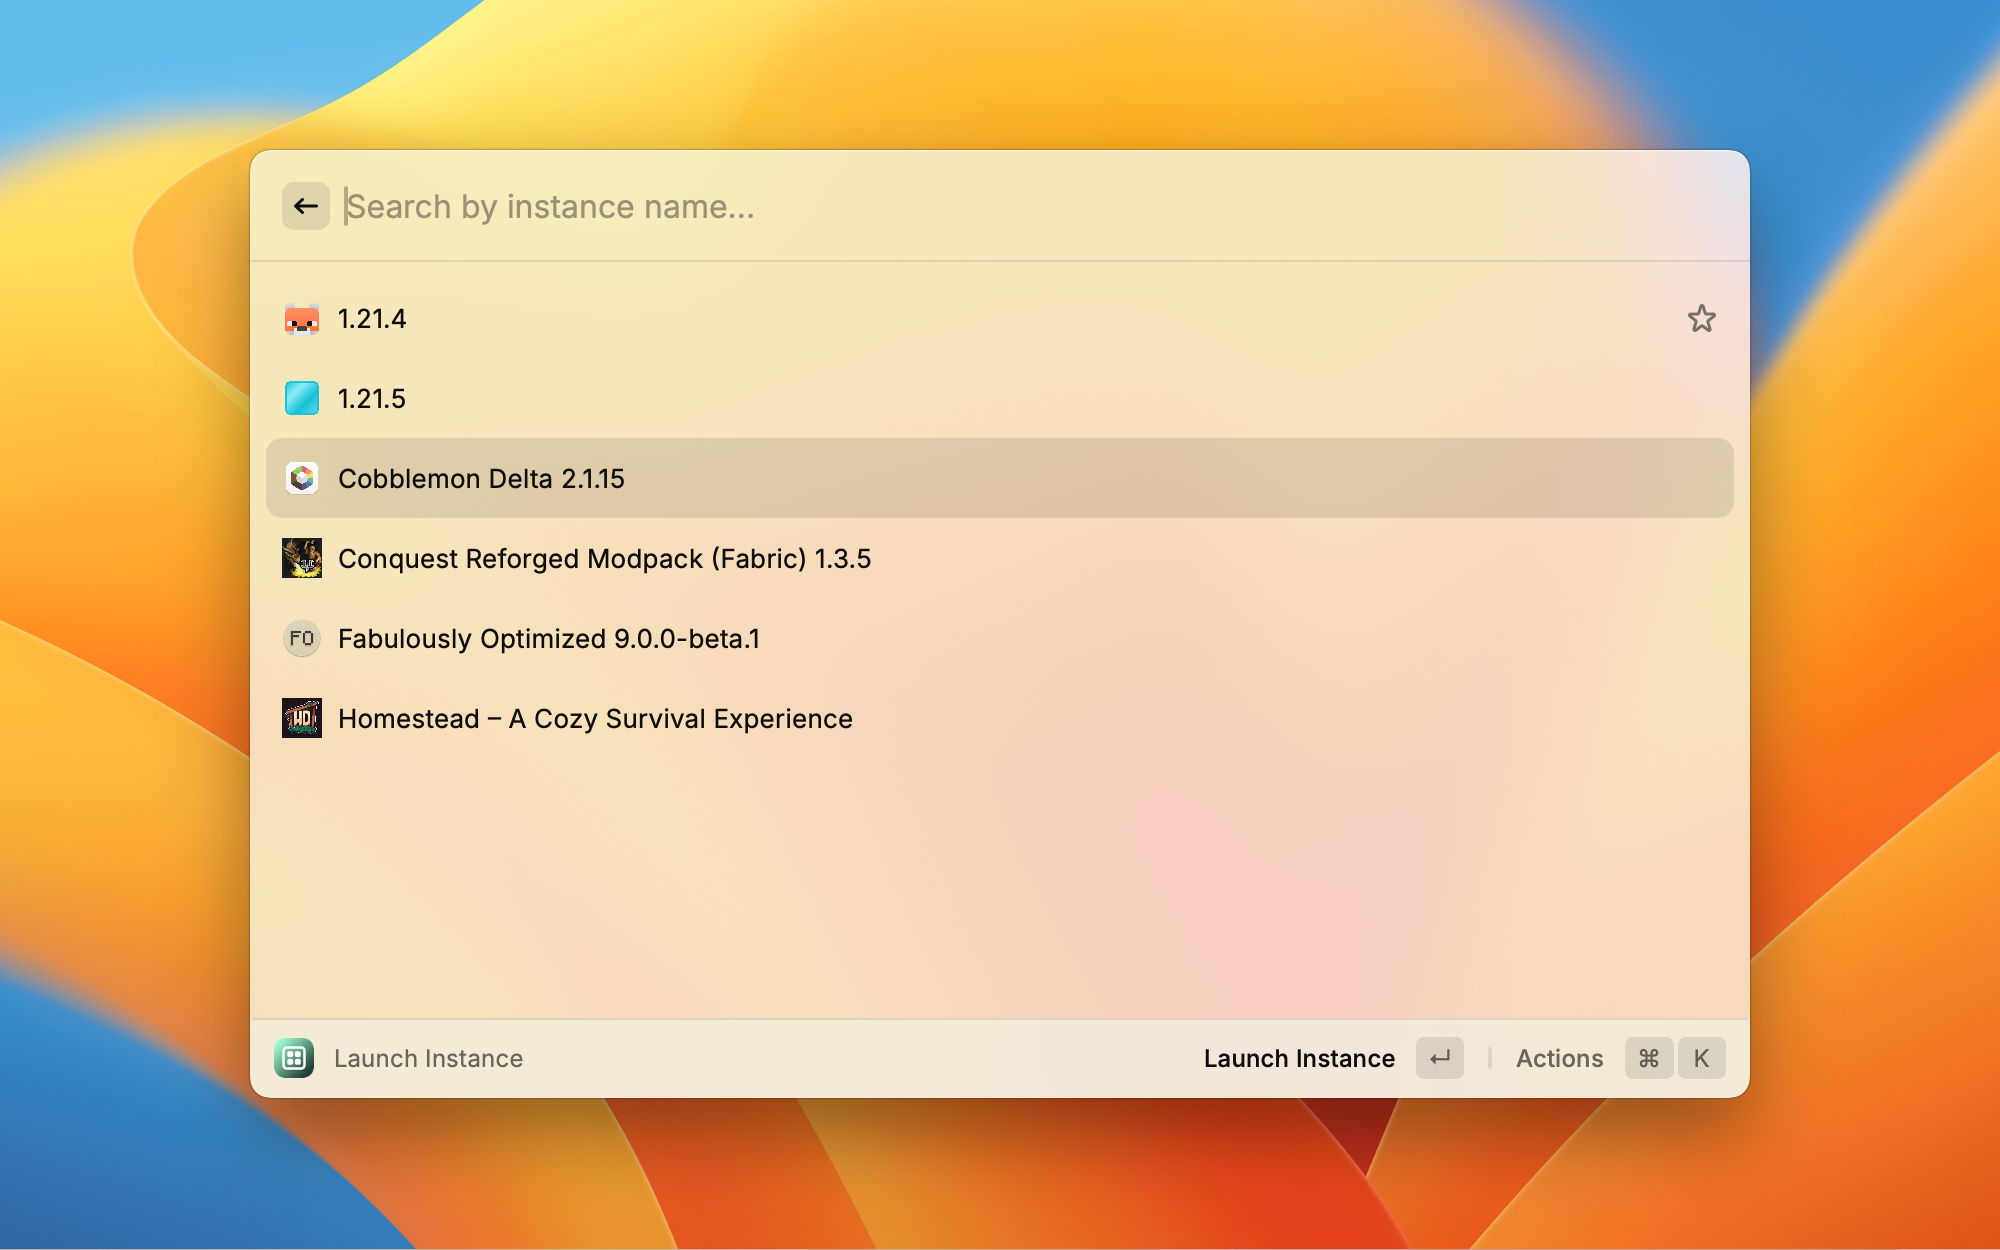 Search by instance name...
1.21.4
1.21.5
Cobblemon Delta 2.1.15
Conquest Reforged Modpack (Fabric) 1.3.5
FO Fabulously Optimized 9.0.0-beta.1
HD Homestead – A Cozy Survival Experience
Launch Instance Launch Instance ↵ Actions ⌘ K